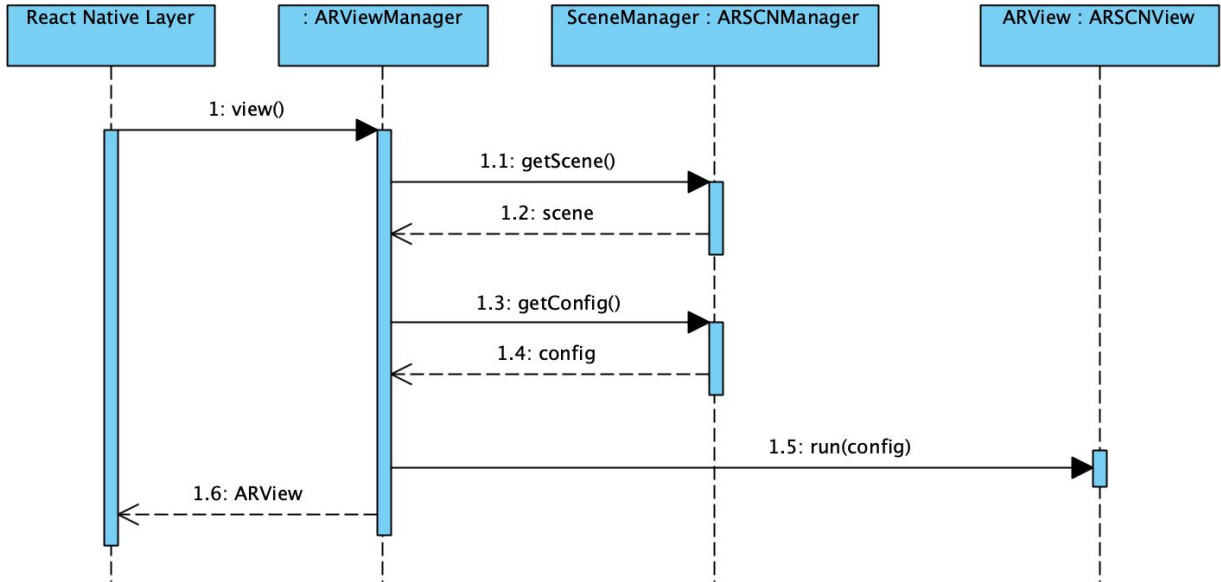 React Native Layer
: ARViewManager
SceneManager : ARSCNManager
ARView : ARSCNView
1: view()
1.1: getScene()
1.2: scene
1.3: getConfig()
1.4: config
1.5: run(config)
1.6: ARView